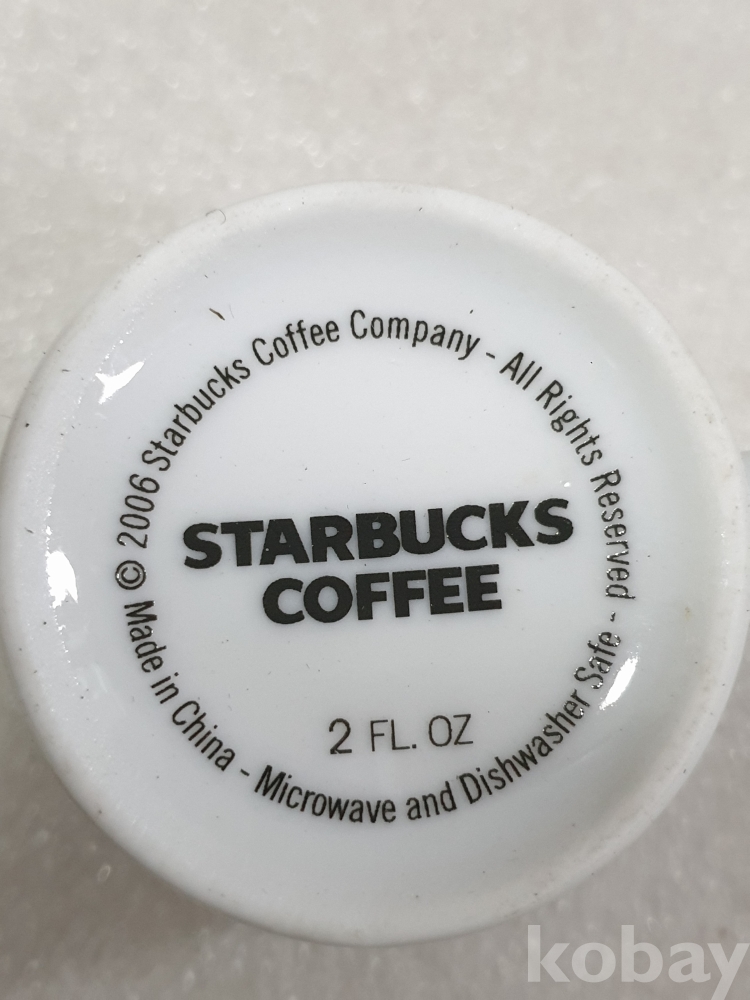 © 2006 Starbucks Coffee Company - All Rights Reserved -
STARBUCKS
COFFEE
2 FL. OZ
Made in China - Microwave and Dishwasher Safe -
kobay